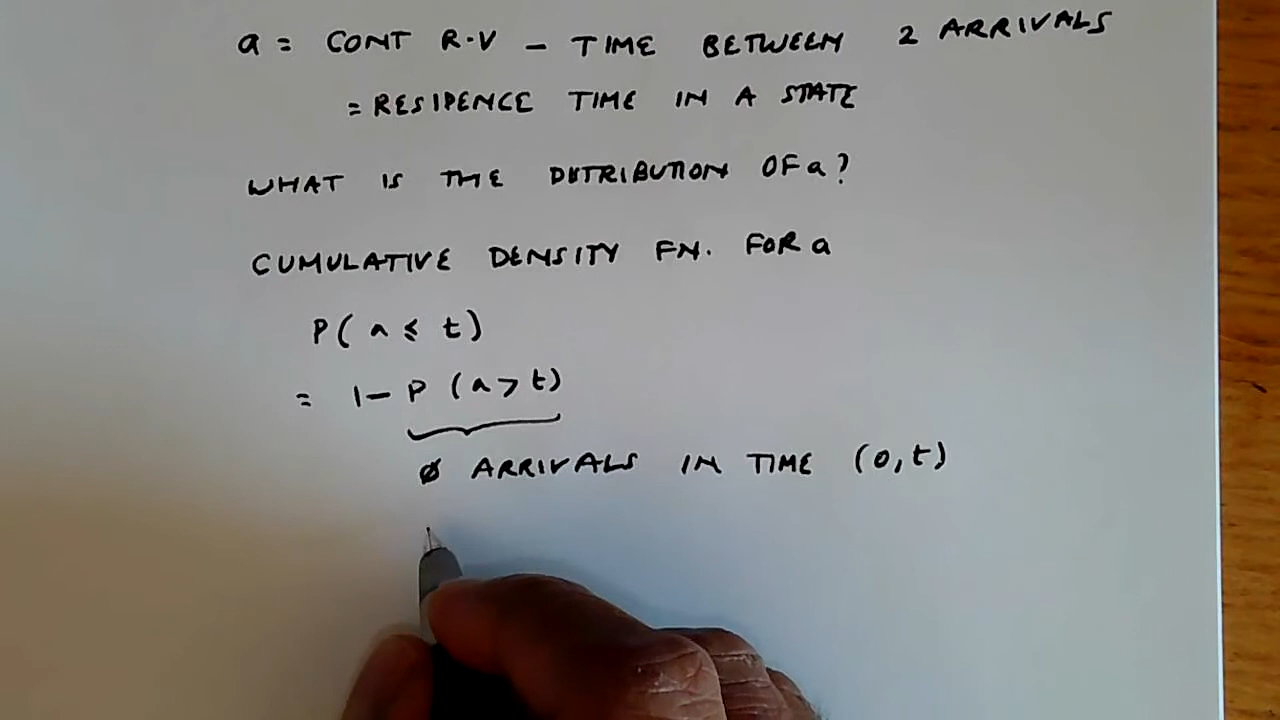 a = CONT R.V – TIME BETWEEN 2 ARRIVALS
= RESIDENCE TIME IN A STATE
WHAT IS THE DISTRIBUTION OF a?
CUMULATIVE DENSITY FN. FOR a
P( a ≤ t)
= 1 – P (a > t)
Ø ARRIVALS IN TIME (0, t)